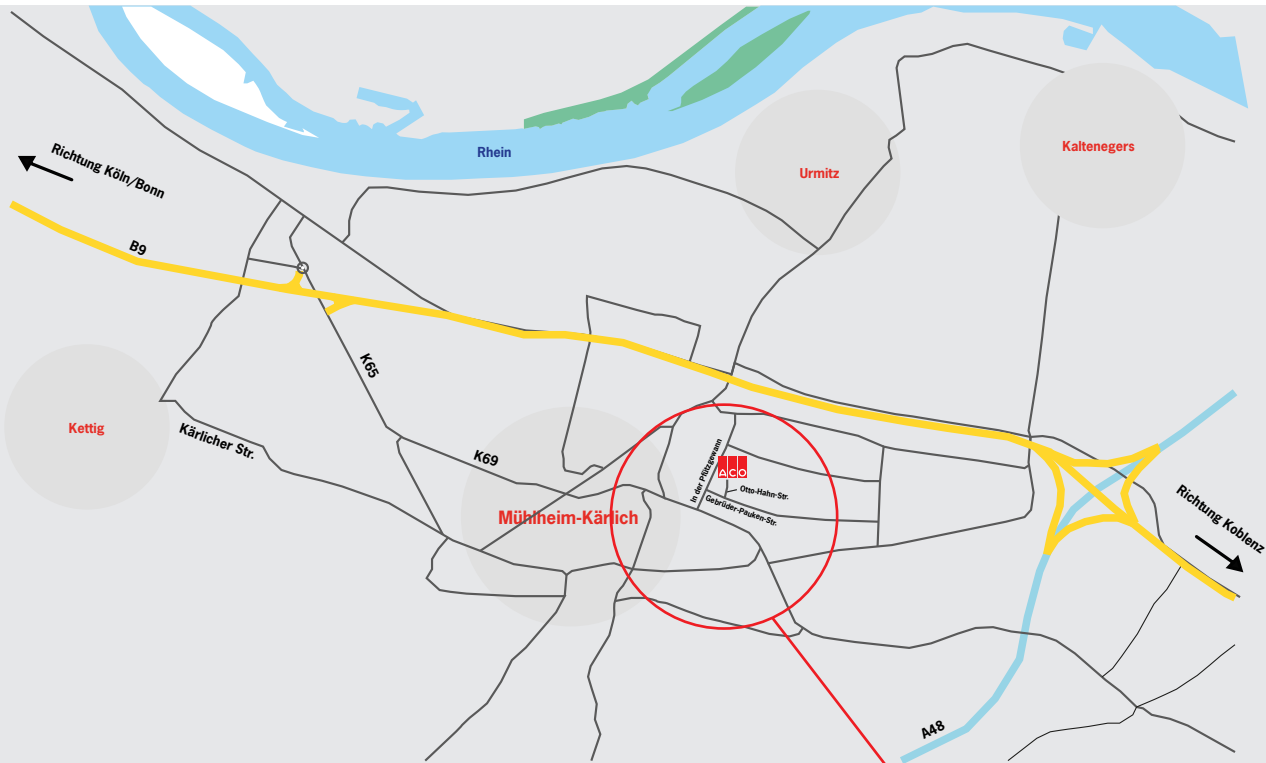 Rhein
Kaltenegers
Urmitz
Richtung Köln/Bonn
B9
K65
Kettig
Kärlicher Str.
K69
In der Pfützgewann
ACO
Otto-Hahn-Str.
Gebrüder-Pauken-Str.
Mühlheim-Kärlich
Richtung Koblenz
A48